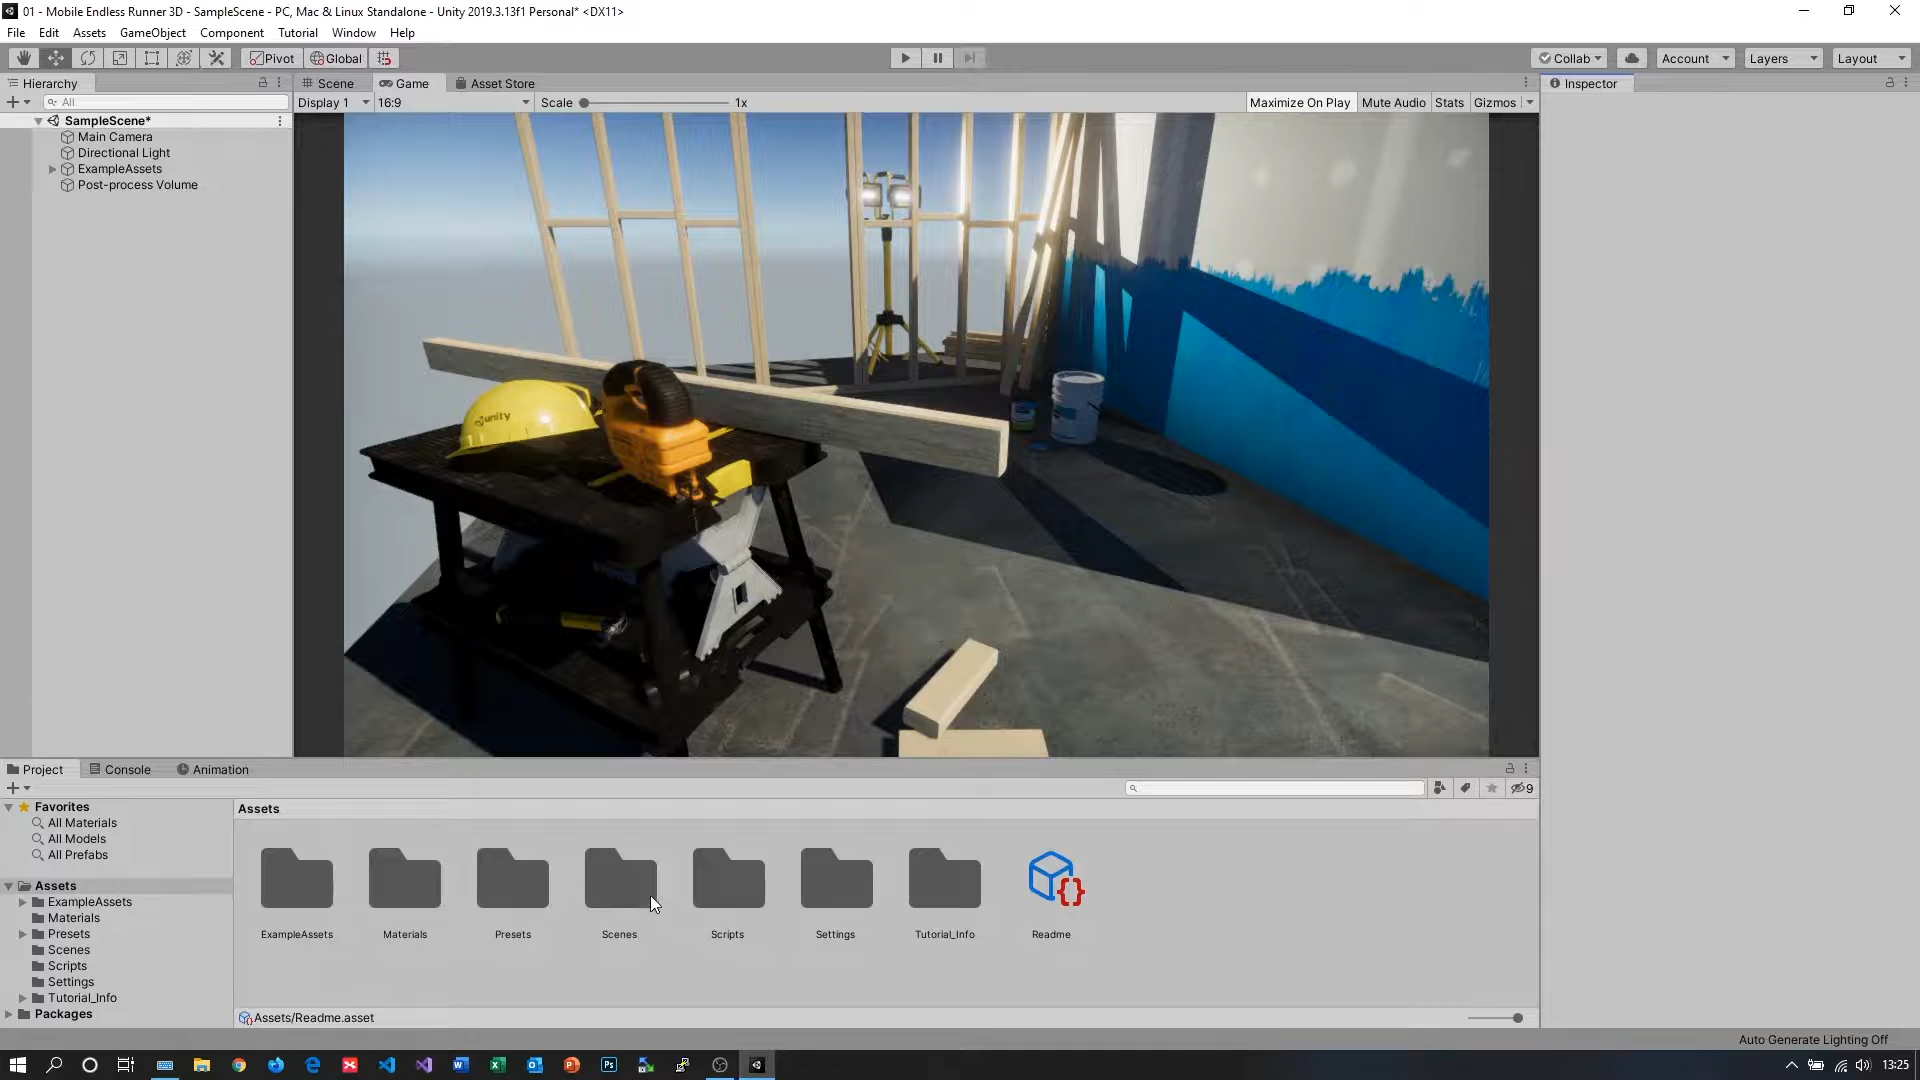 01 - Mobile Endless Runner 3D - SampleScene - PC, Mac & Linux Standalone - Unity 2019.3.13f1 Personal* <DX11>
File Edit Assets GameObject Component Tutorial Window Help
Pivot Global Collab Account Layers Layout
Hierarchy Scene Game Asset Store Inspector
All Display 1 16:9 Scale 1x Maximize On Play Mute Audio Stats Gizmos
SampleScene*
Main Camera
Directional Light
ExampleAssets
Post-process Volume
unity
Project Console Animation
9
Favorites
All Materials
All Models
All Prefabs
Assets
ExampleAssets
Materials
Presets
Scenes
Scripts
Settings
Tutorial_Info
Packages
Assets
ExampleAssets Materials Presets Scenes Scripts Settings Tutorial_Info Readme
Assets/Readme.asset
Auto Generate Lighting Off
13:25